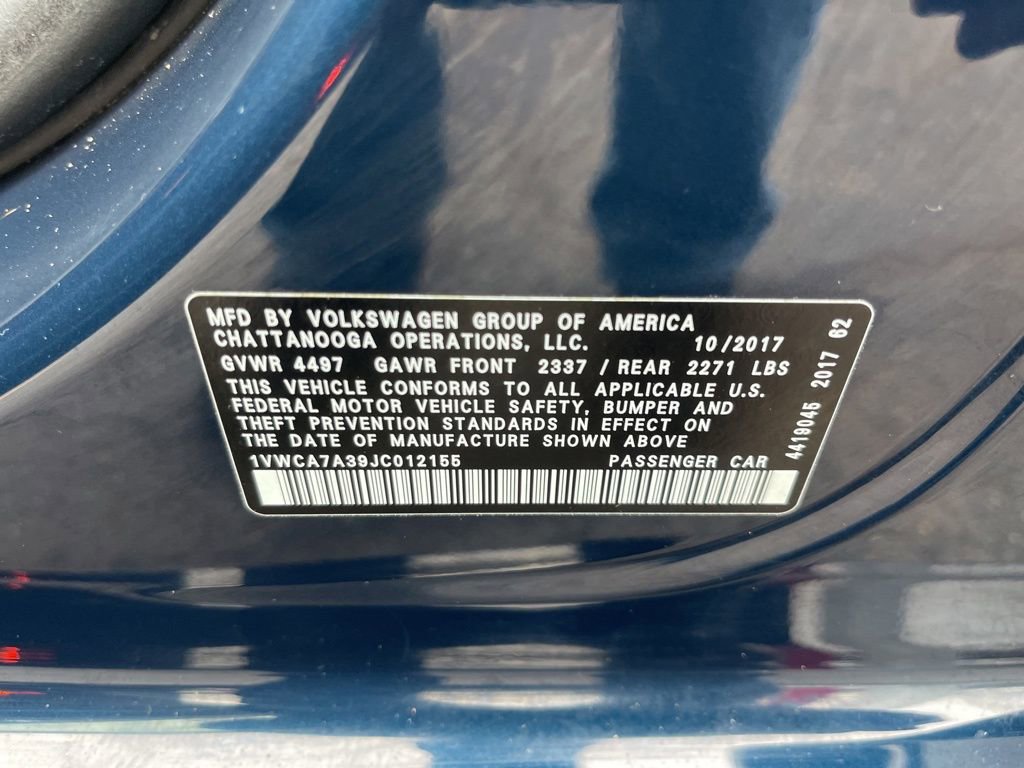 MFD BY VOLKSWAGEN GROUP OF AMERICA
CHATTANOOGA OPERATIONS, LLC. 10/2017
GVWR 4497 GAWR FRONT 2337 / REAR 2271 LBS
THIS VEHICLE CONFORMS TO ALL APPLICABLE U.S.
FEDERAL MOTOR VEHICLE SAFETY, BUMPER AND
THEFT PREVENTION STANDARDS IN EFFECT ON
THE DATE OF MANUFACTURE SHOWN ABOVE
1VWCA7A39JC012155 PASSENGER CAR
4419045 2017 62